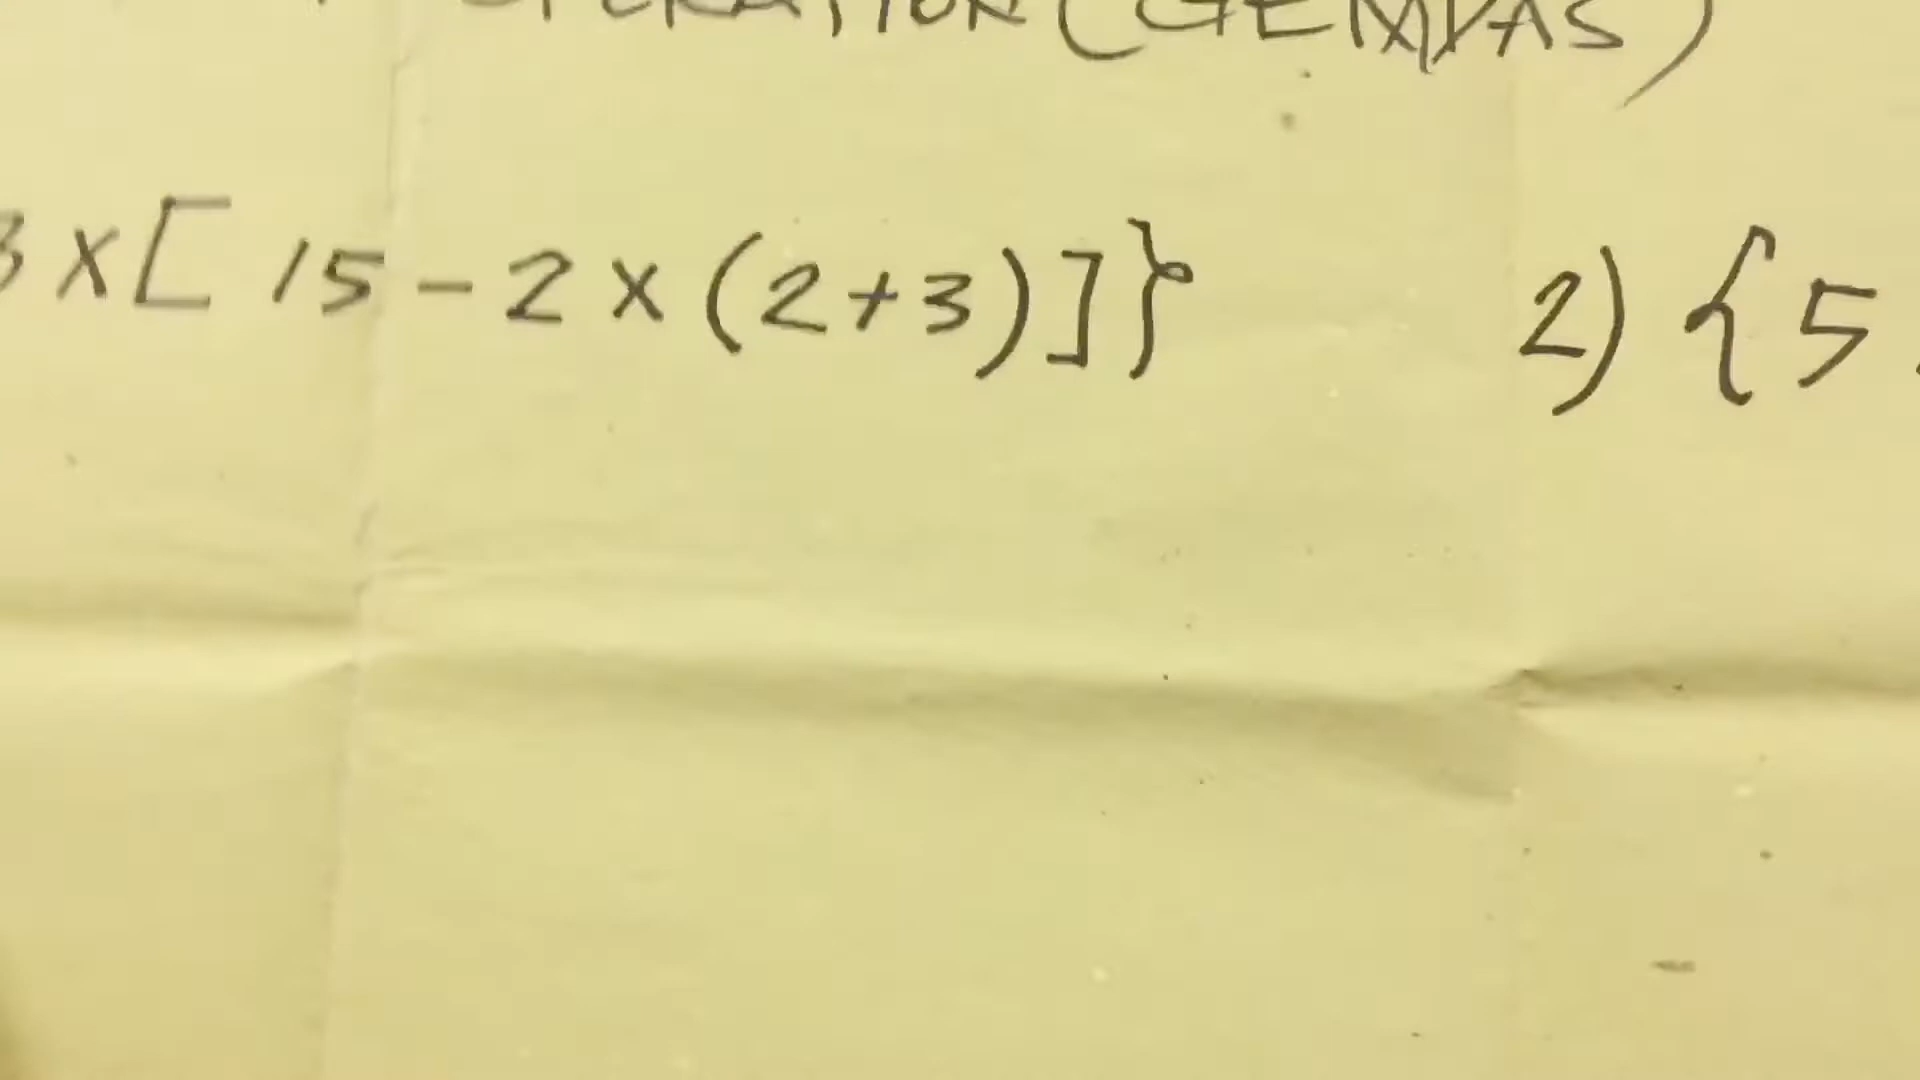 OPERATION (GEMDAS)
3 x [ 15 - 2 x (2+3) ] } 2) { 5